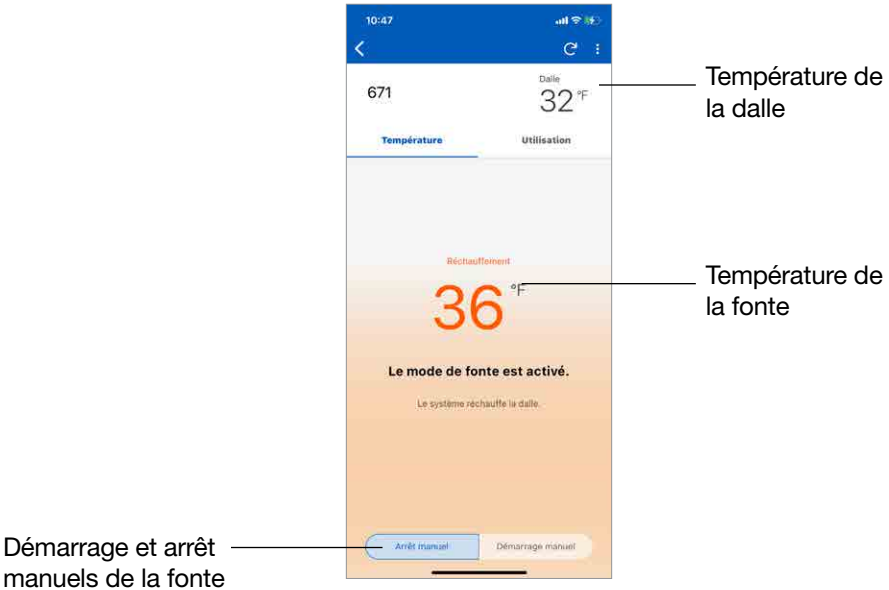 10:47
671
Dalle
32 °F
Température de
la dalle
Température
Utilisation
Réchauffement
36 °F
Température de
la fonte
Le mode de fonte est activé.
Le système réchauffe la dalle.
Démarrage et arrêt
manuels de la fonte
Arrêt manuel
Démarrage manuel